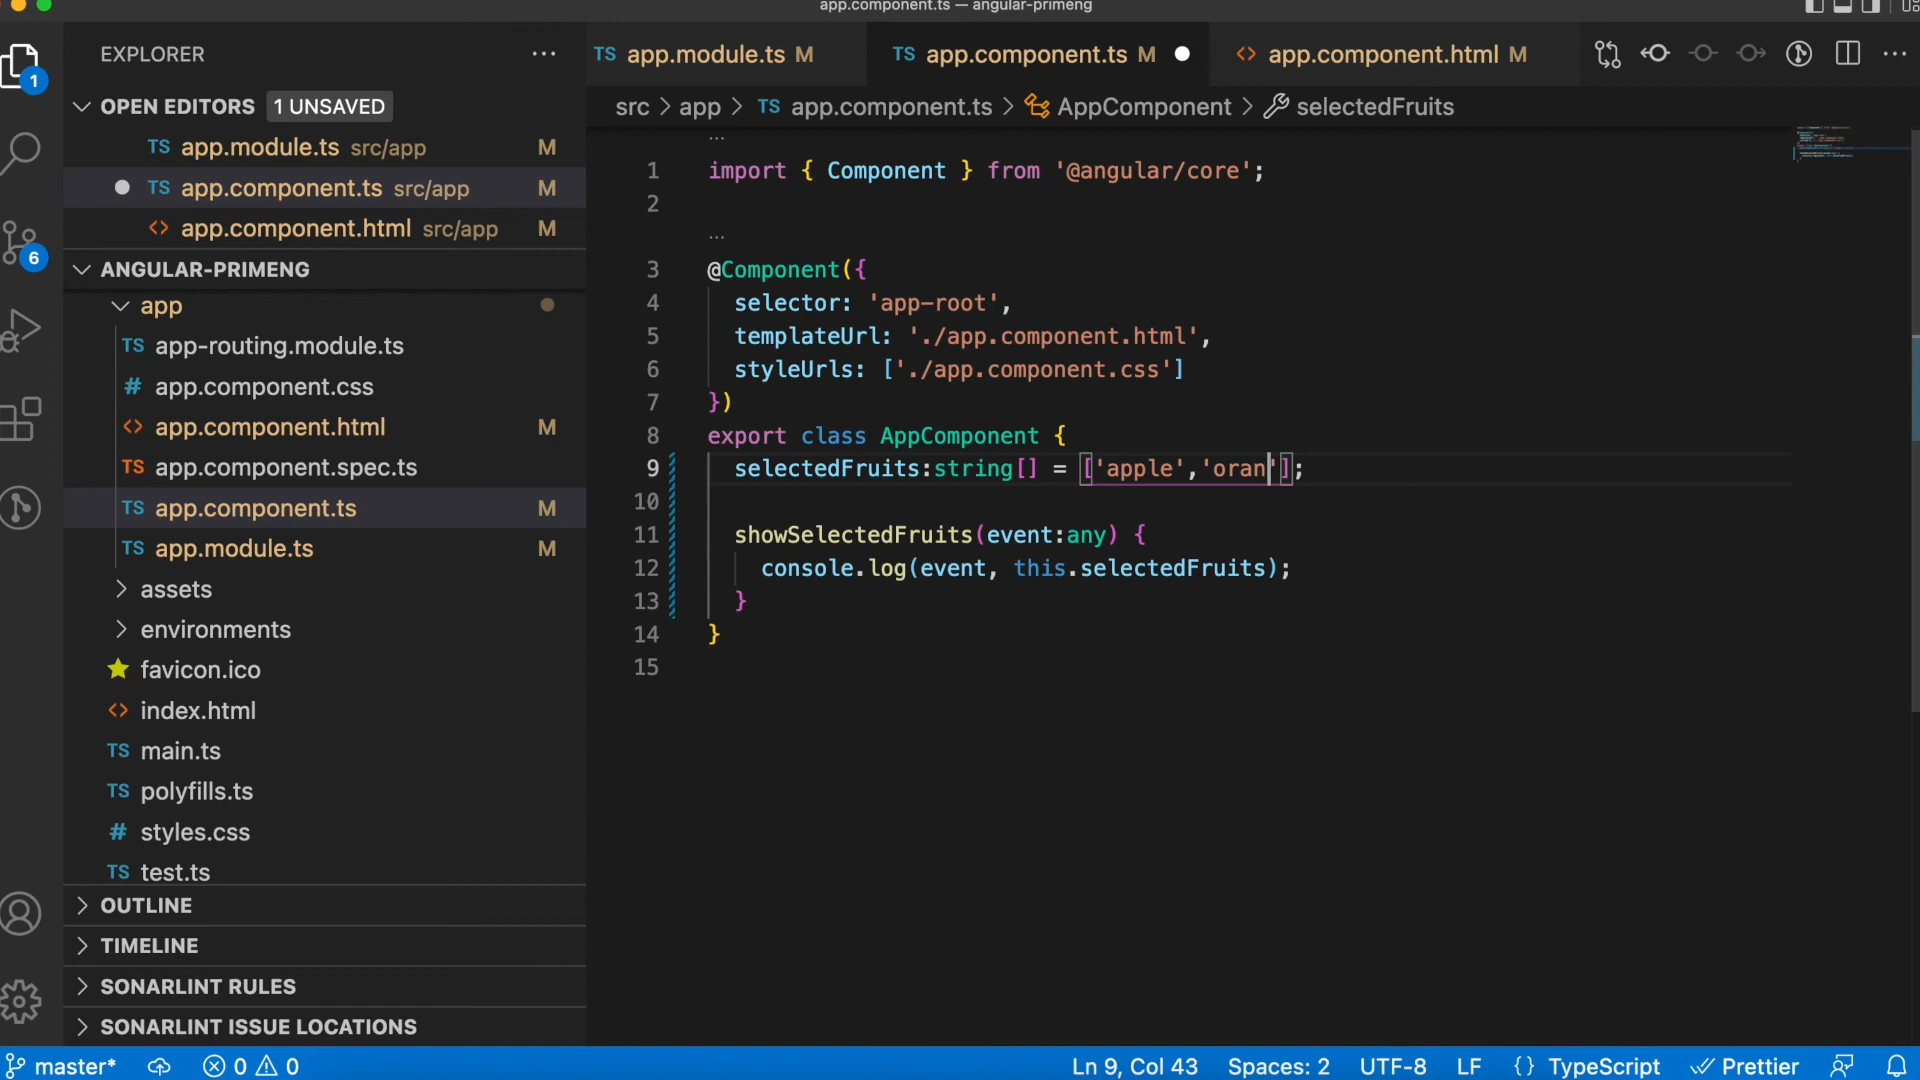 app.component.ts — angular-primeng
EXPLORER
OPEN EDITORS 1 UNSAVED
TS app.module.ts src/app M
TS app.component.ts src/app M
<> app.component.html src/app M
ANGULAR-PRIMENG
app
TS app-routing.module.ts
# app.component.css
<> app.component.html M
TS app.component.spec.ts
TS app.component.ts M
TS app.module.ts M
assets
environments
favicon.ico
<> index.html
TS main.ts
TS polyfills.ts
# styles.css
TS test.ts
OUTLINE
TIMELINE
SONARLINT RULES
SONARLINT ISSUE LOCATIONS
1
6
TS app.module.ts M
TS app.component.ts M
<> app.component.html M
src > app > TS app.component.ts > AppComponent > selectedFruits
...
1 import { Component } from '@angular/core';
2
...
3 @Component({
4 selector: 'app-root',
5 templateUrl: './app.component.html',
6 styleUrls: ['./app.component.css']
7 })
8 export class AppComponent {
9 selectedFruits:string[] = ['apple','oran'];
10
11 showSelectedFruits(event:any) {
12 console.log(event, this.selectedFruits);
13 }
14 }
15
master* 0 0 Ln 9, Col 43 Spaces: 2 UTF-8 LF {} TypeScript Prettier